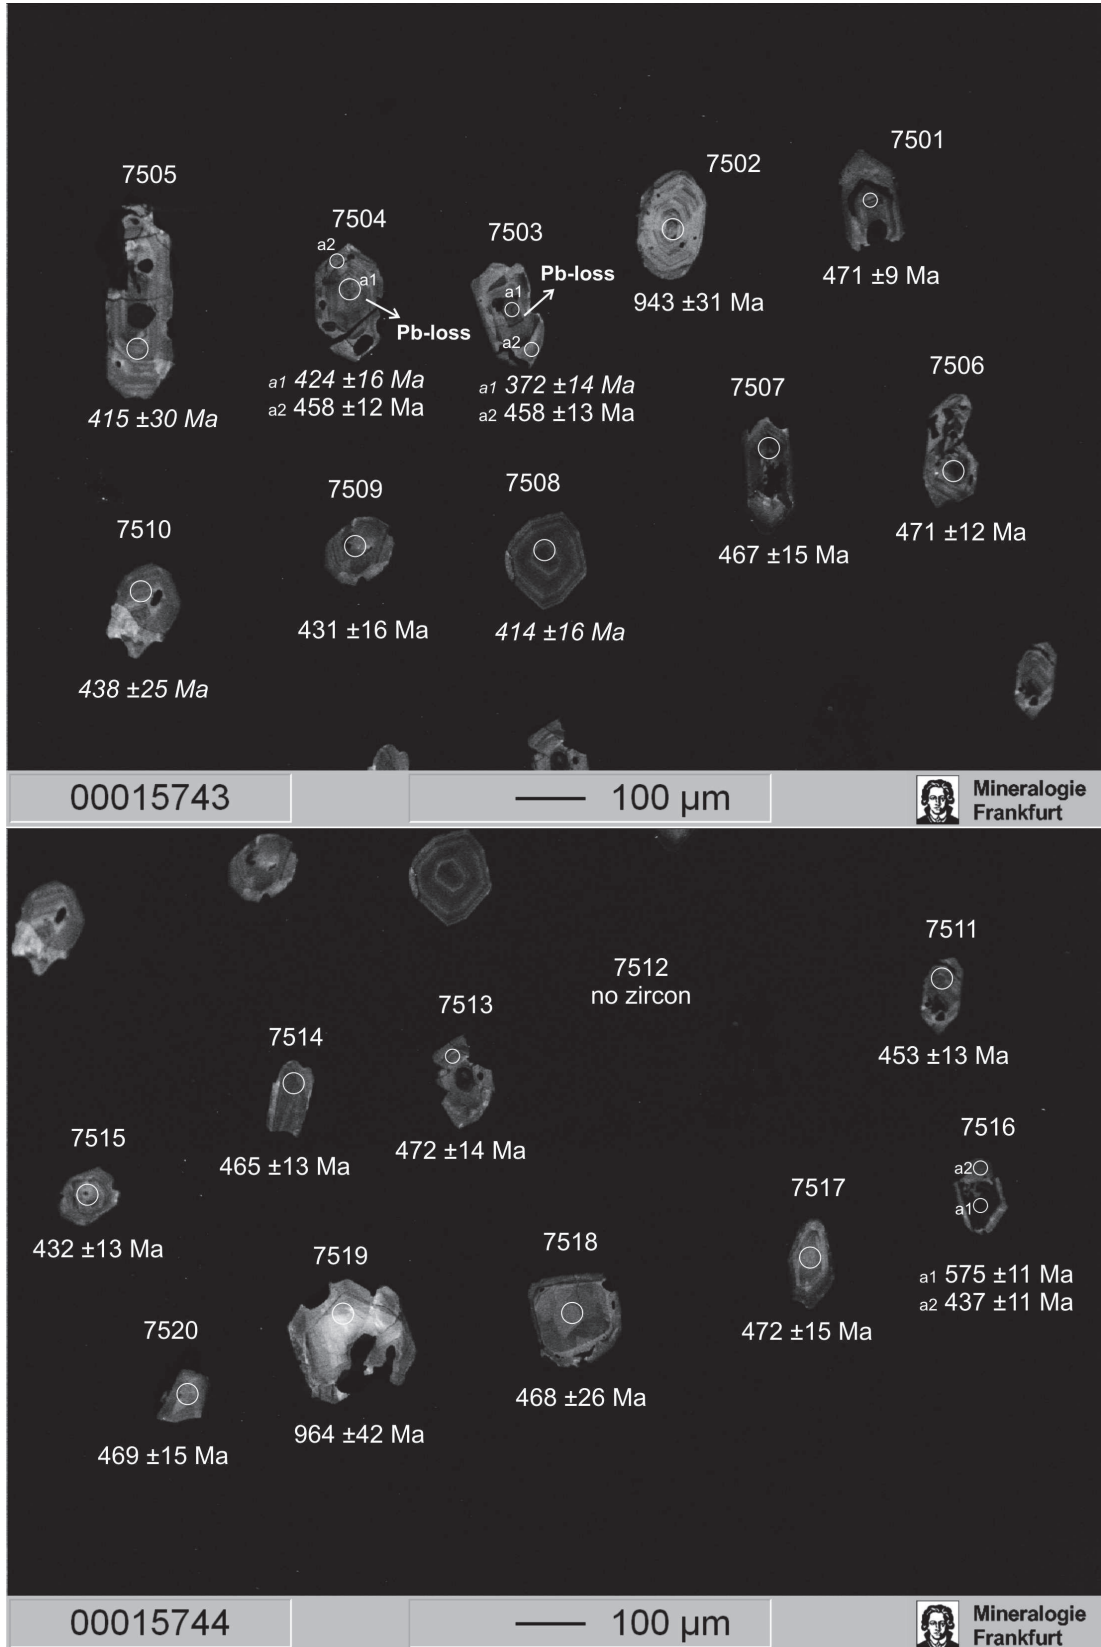 7501
471 ±9 Ma
7502
943 ±31 Ma
7503
a1
Pb-loss
a2
a1 372 ±14 Ma
a2 458 ±13 Ma
7504
a2
a1
Pb-loss
a1 424 ±16 Ma
a2 458 ±12 Ma
7505
415 ±30 Ma
7506
471 ±12 Ma
7507
467 ±15 Ma
7508
414 ±16 Ma
7509
431 ±16 Ma
7510
438 ±25 Ma
00015743
100 µm
Mineralogie
Frankfurt
7511
453 ±13 Ma
7512
no zircon
7513
472 ±14 Ma
7514
465 ±13 Ma
7515
432 ±13 Ma
7516
a2
a1
a1 575 ±11 Ma
a2 437 ±11 Ma
7517
472 ±15 Ma
7518
468 ±26 Ma
7519
964 ±42 Ma
7520
469 ±15 Ma
00015744
100 µm
Mineralogie
Frankfurt